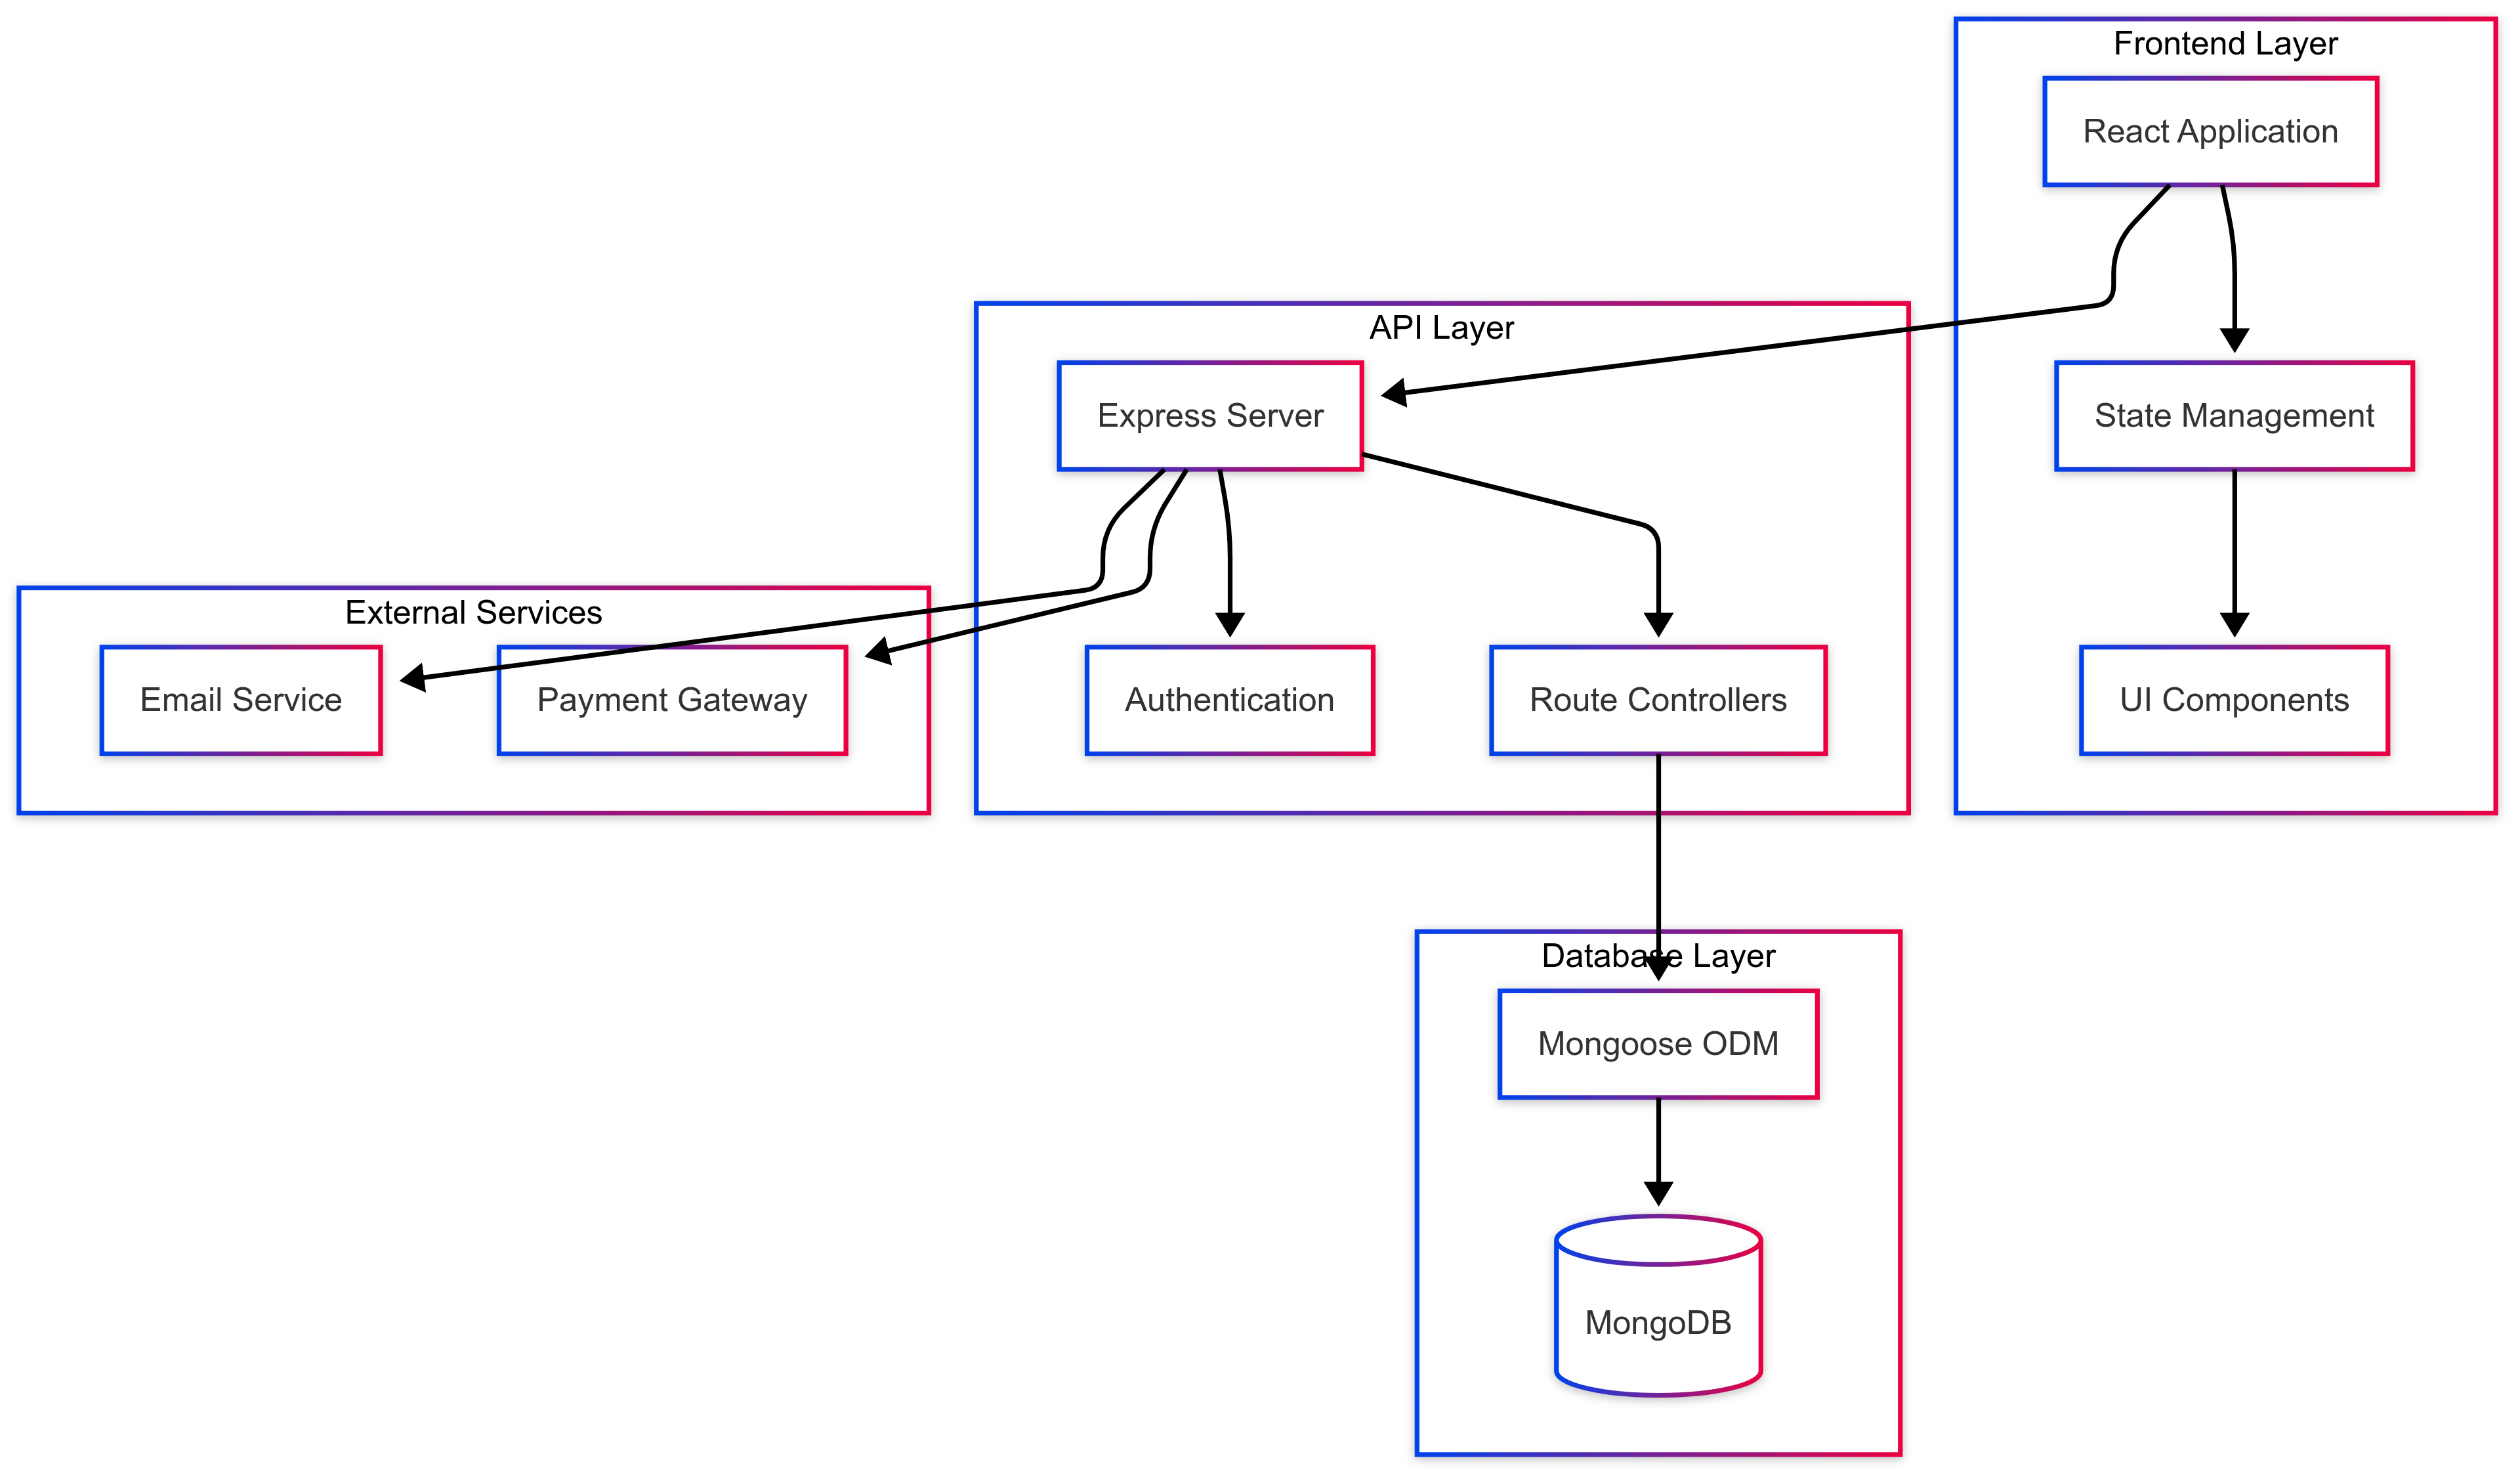 Frontend Layer
React Application
API Layer
Express Server
State Management
External Services
Email Service
Payment Gateway
Authentication
Route Controllers
UI Components
Database Layer
Mongoose ODM
MongoDB